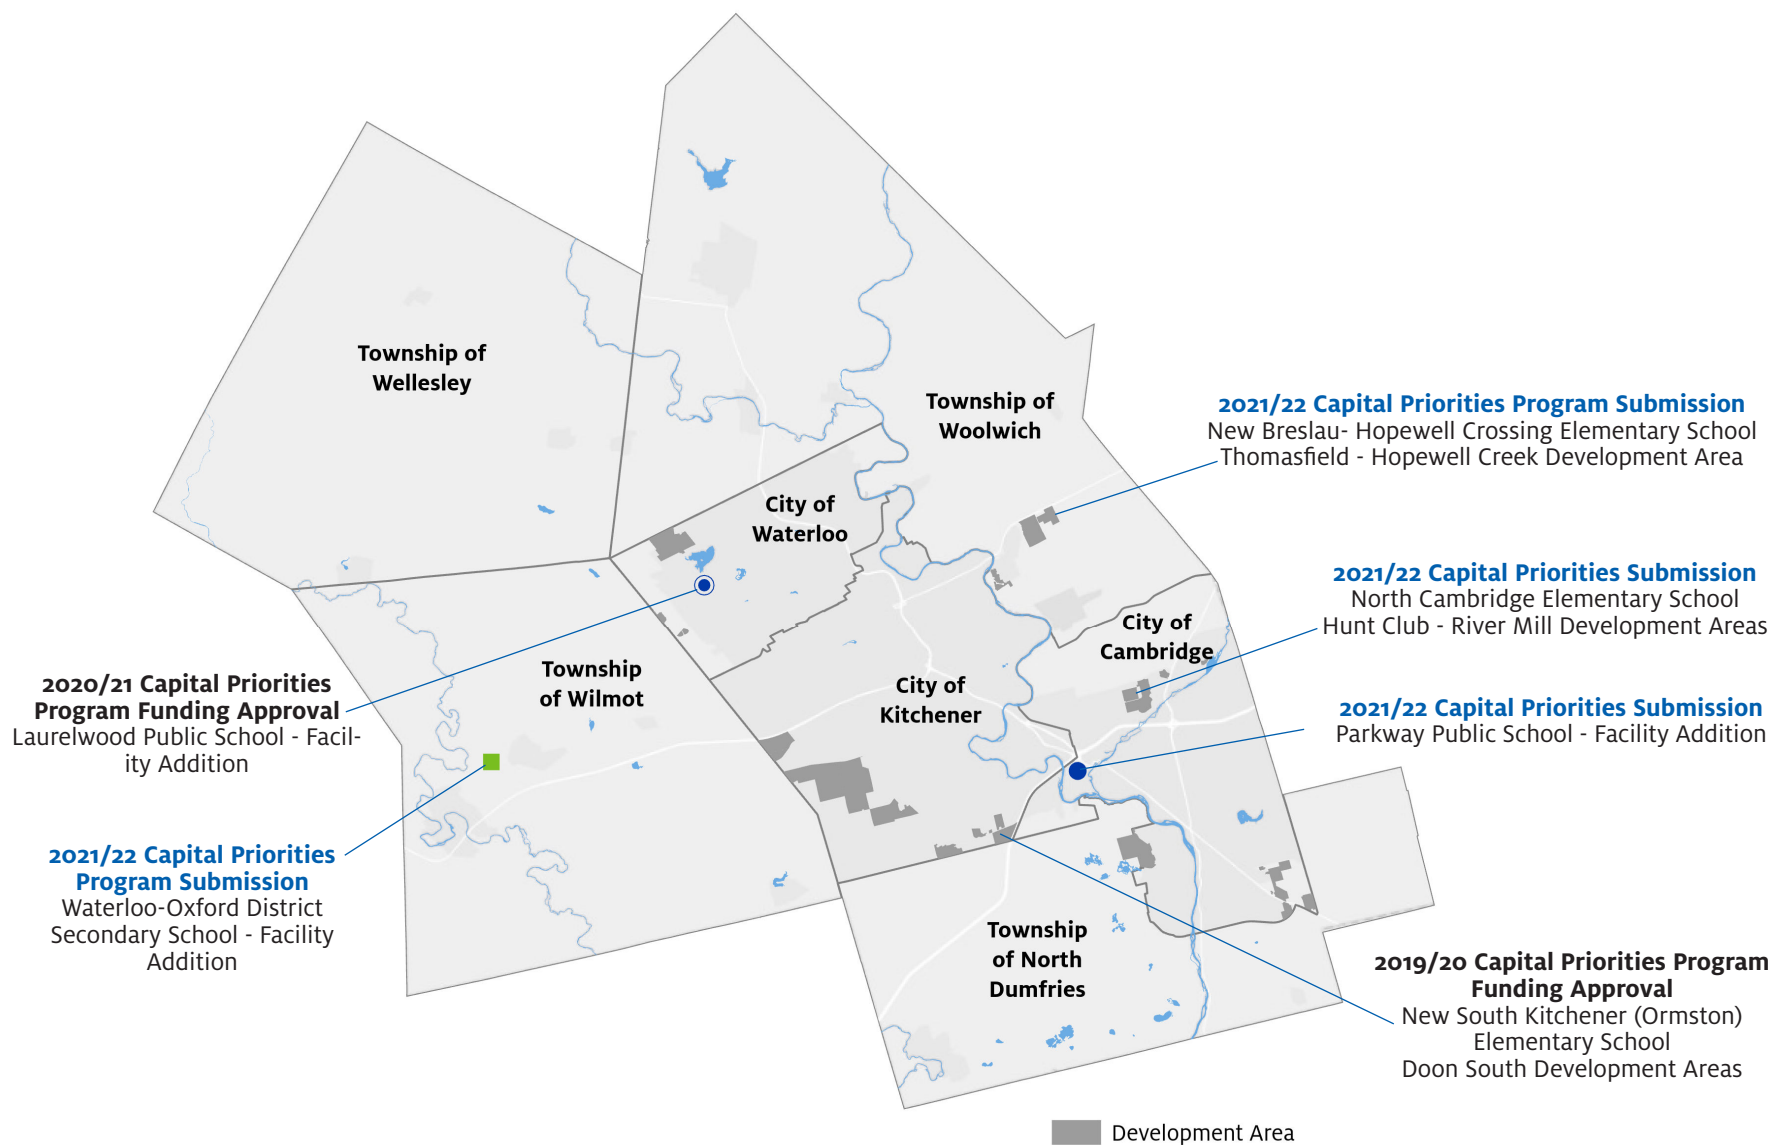 Township of
Wellesley
Township of
Woolwich
2021/22 Capital Priorities Program Submission
New Breslau- Hopewell Crossing Elementary School
Thomasfield - Hopewell Creek Development Area
City of
Waterloo
2021/22 Capital Priorities Submission
North Cambridge Elementary School
Hunt Club - River Mill Development Areas
City of
Cambridge
Township
of Wilmot
City of
Kitchener
2020/21 Capital Priorities
Program Funding Approval
Laurelwood Public School - Facil-
ity Addition
2021/22 Capital Priorities Submission
Parkway Public School - Facility Addition
2021/22 Capital Priorities
Program Submission
Waterloo-Oxford District
Secondary School - Facility
Addition
Township
of North
Dumfries
2019/20 Capital Priorities Program
Funding Approval
New South Kitchener (Ormston)
Elementary School
Doon South Development Areas
Development Area